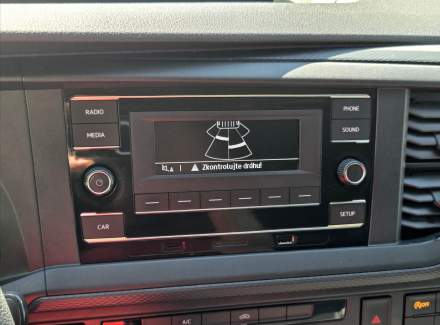 RADIO
PHONE
MEDIA
SOUND
Zkontrolujte dráhu!
CAR
SETUP
A/C